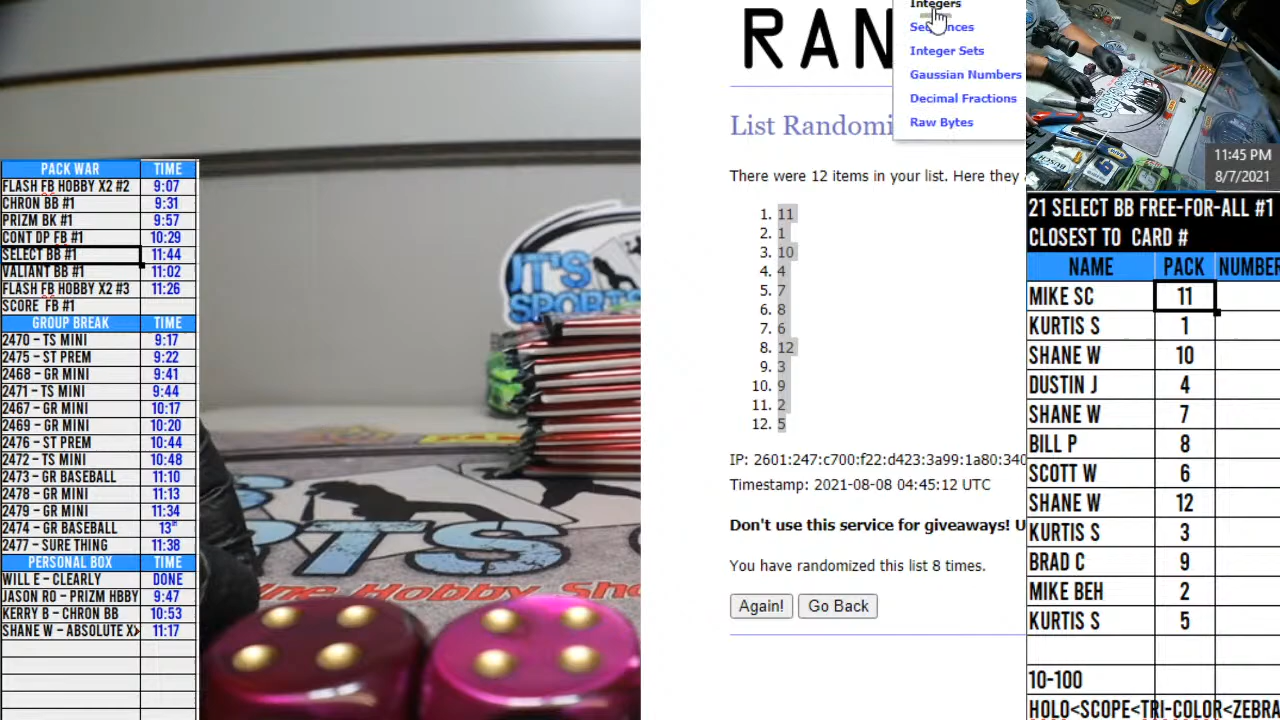 PACK WAR TIME
FLASH FB HOBBY X2 #2 9:07
CHRON BB #1 9:31
PRIZM BK #1 9:57
CONT DP FB #1 10:29
SELECT BB #1 11:44
VALIANT BB #1 11:02
FLASH FB HOBBY X2 #3 11:26
SCORE FB #1
GROUP BREAK TIME
2470 - TS MINI 9:17
2475 - ST PREM 9:22
2468 - GR MINI 9:41
2471 - TS MINI 9:44
2467 - GR MINI 10:17
2469 - GR MINI 10:20
2476 - ST PREM 10:44
2472 - TS MINI 10:48
2473 - GR BASEBALL 11:10
2478 - GR MINI 11:13
2479 - GR MINI 11:34
2474 - GR BASEBALL 13th
2477 - SURE THING 11:38
PERSONAL BOX TIME
WILL E - CLEARLY DONE
JASON RO - PRIZM HBBY 9:47
KERRY B - CHRON BB 10:53
SHANE W - ABSOLUTE X 11:17
JT'S
SPORTS
RAN
Integers
Sequences
Integer Sets
Gaussian Numbers
Decimal Fractions
Raw Bytes
List Randomi
There were 12 items in your list. Here they
1. 11
2. 1
3. 10
4. 4
5. 7
6. 8
7. 6
8. 12
9. 3
10. 9
11. 2
12. 5
IP: 2601:247:c700:f22:d423:3a99:1a80:340
Timestamp: 2021-08-08 04:45:12 UTC
Don't use this service for giveaways! U
You have randomized this list 8 times.
Again! Go Back
11:45 PM
8/7/2021
21 SELECT BB FREE-FOR-ALL #1
CLOSEST TO CARD #
NAME PACK NUMBER
MIKE SC 11
KURTIS S 1
SHANE W 10
DUSTIN J 4
SHANE W 7
BILL P 8
SCOTT W 6
SHANE W 12
KURTIS S 3
BRAD C 9
MIKE BEH 2
KURTIS S 5
10-100
HOLO<SCOPE<TRI-COLOR<ZEBRA